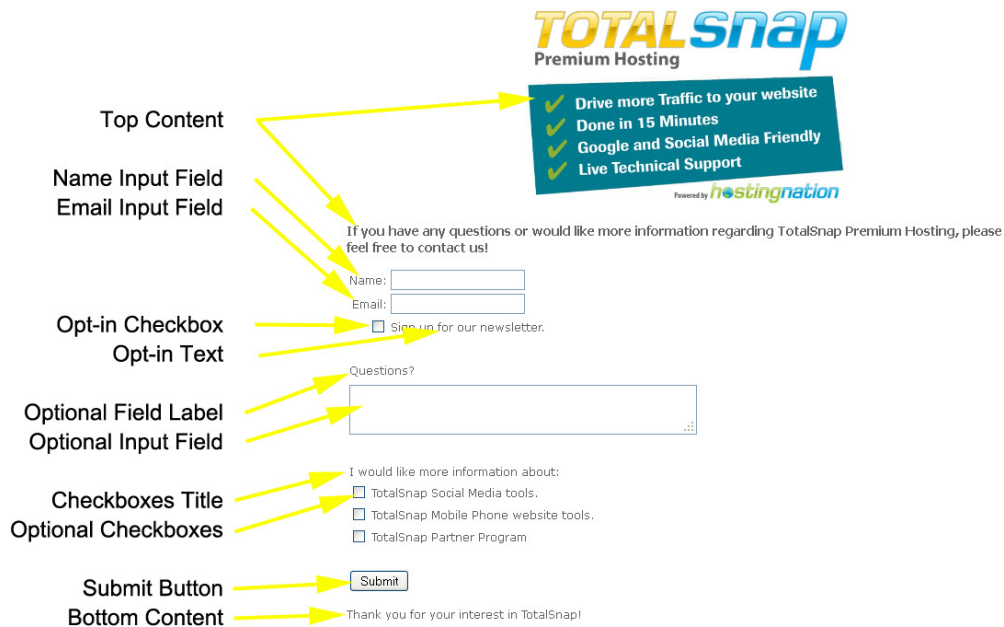 TOTALsnap
Premium Hosting
Drive more Traffic to your website
Done in 15 Minutes
Google and Social Media Friendly
Live Technical Support
Powered by hostingnation
Top Content
Name Input Field
Email Input Field
If you have any questions or would like more information regarding TotalSnap Premium Hosting, please
feel free to contact us!
Name:
Email:
Opt-in Checkbox
Sign up for our newsletter.
Opt-in Text
Questions?
Optional Field Label
Optional Input Field
I would like more information about:
Checkboxes Title
TotalSnap Social Media tools.
Optional Checkboxes
TotalSnap Mobile Phone website tools.
TotalSnap Partner Program
Submit Button
Submit
Bottom Content
Thank you for your interest in TotalSnap!